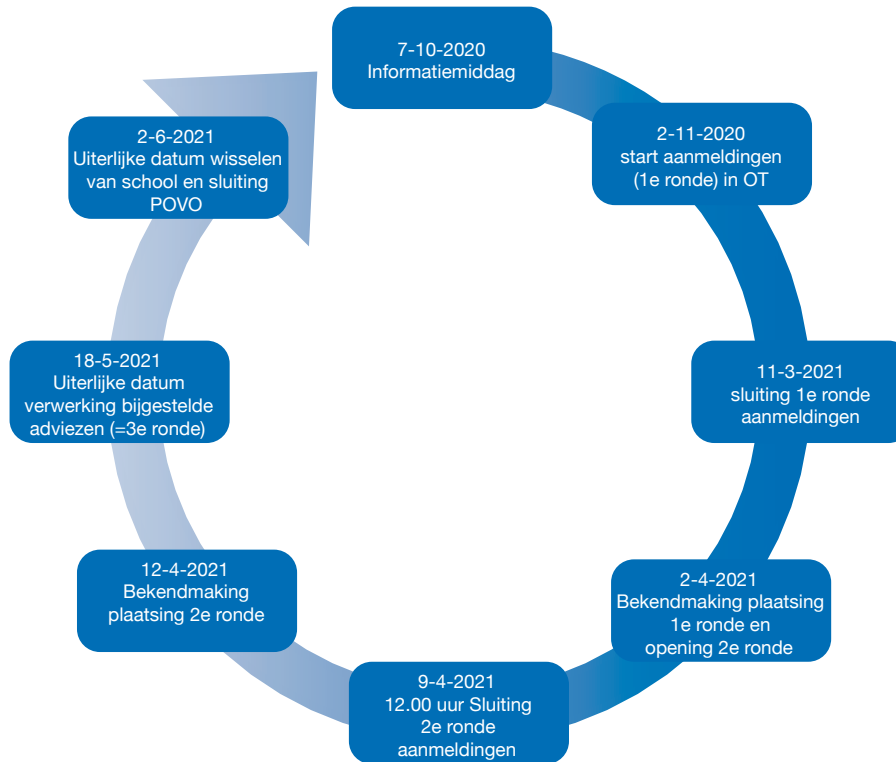 7-10-2020
Informatiemiddag
2-11-2020
start aanmeldingen
(1e ronde) in OT
11-3-2021
sluiting 1e ronde
aanmeldingen
2-4-2021
Bekendmaking plaatsing
1e ronde en
opening 2e ronde
9-4-2021
12.00 uur Sluiting
2e ronde
aanmeldingen
12-4-2021
Bekendmaking
plaatsing 2e ronde
18-5-2021
Uiterlijke datum
verwerking bijgestelde
adviezen (=3e ronde)
2-6-2021
Uiterlijke datum wisselen
van school en sluiting
POVO